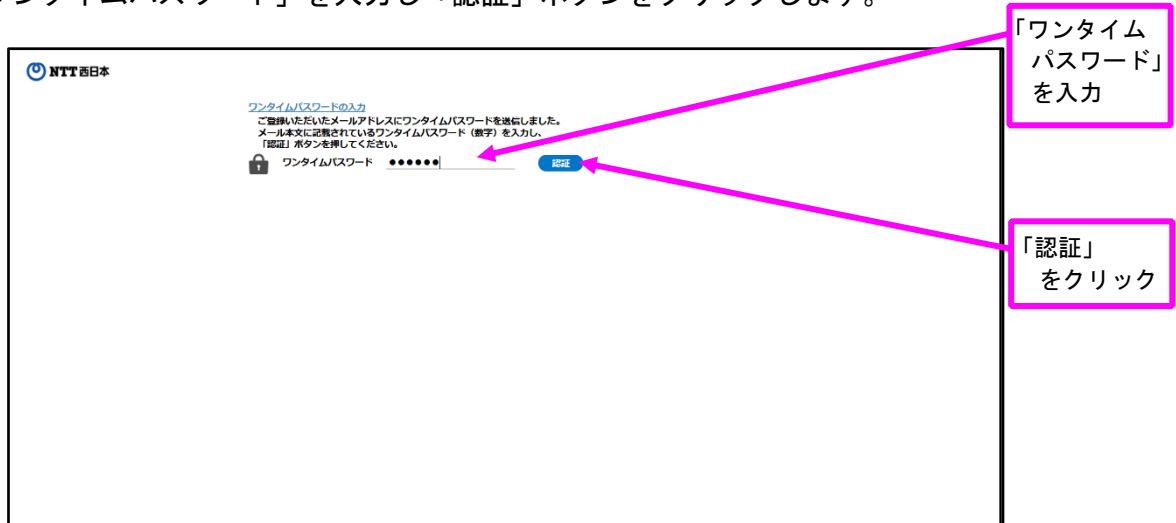 ンタイムパスワード」を入力し「認証」ボタンをクリックします。
「ワンタイム
パスワード」
を入力
NTT西日本
ワンタイムパスワードの入力
ご登録いただいたメールアドレスにワンタイムパスワードを送信しました。
メール本文に記載されているワンタイムパスワード（数字）を入力し、
「認証」ボタンを押してください。
ワンタイムパスワード ●●●●●● 認証
「認証」
をクリック